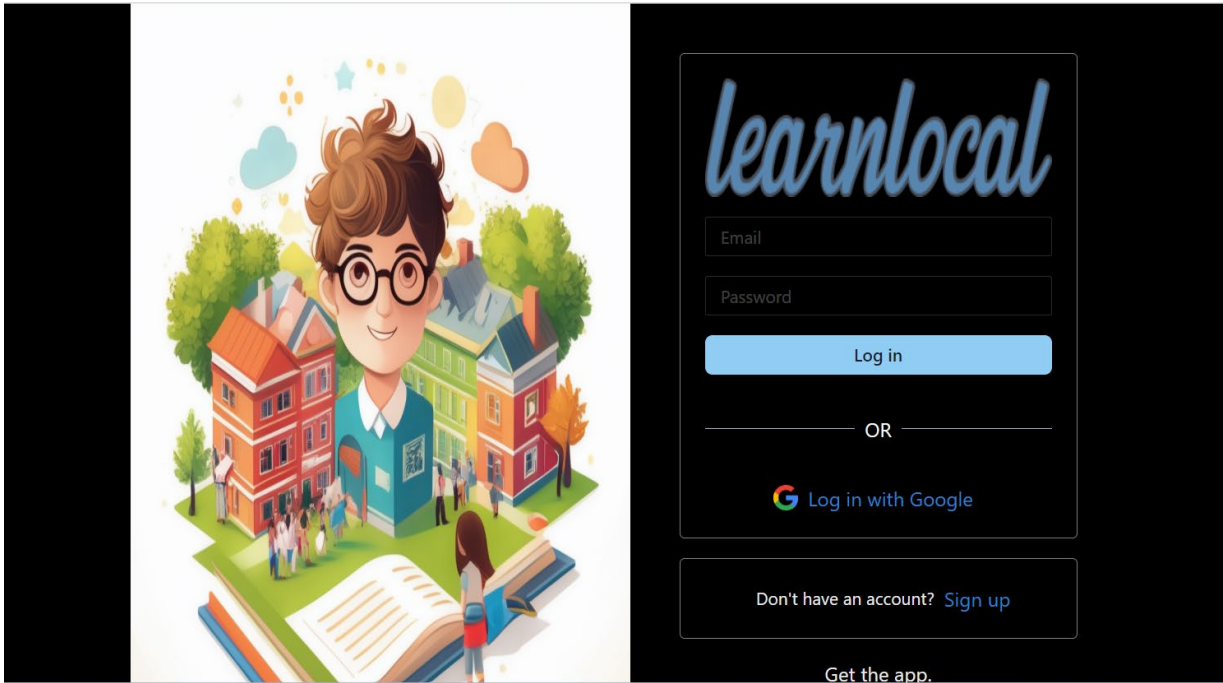 learnlocal
Email
Password
Log in
OR
Log in with Google
Don't have an account? Sign up
Get the app.